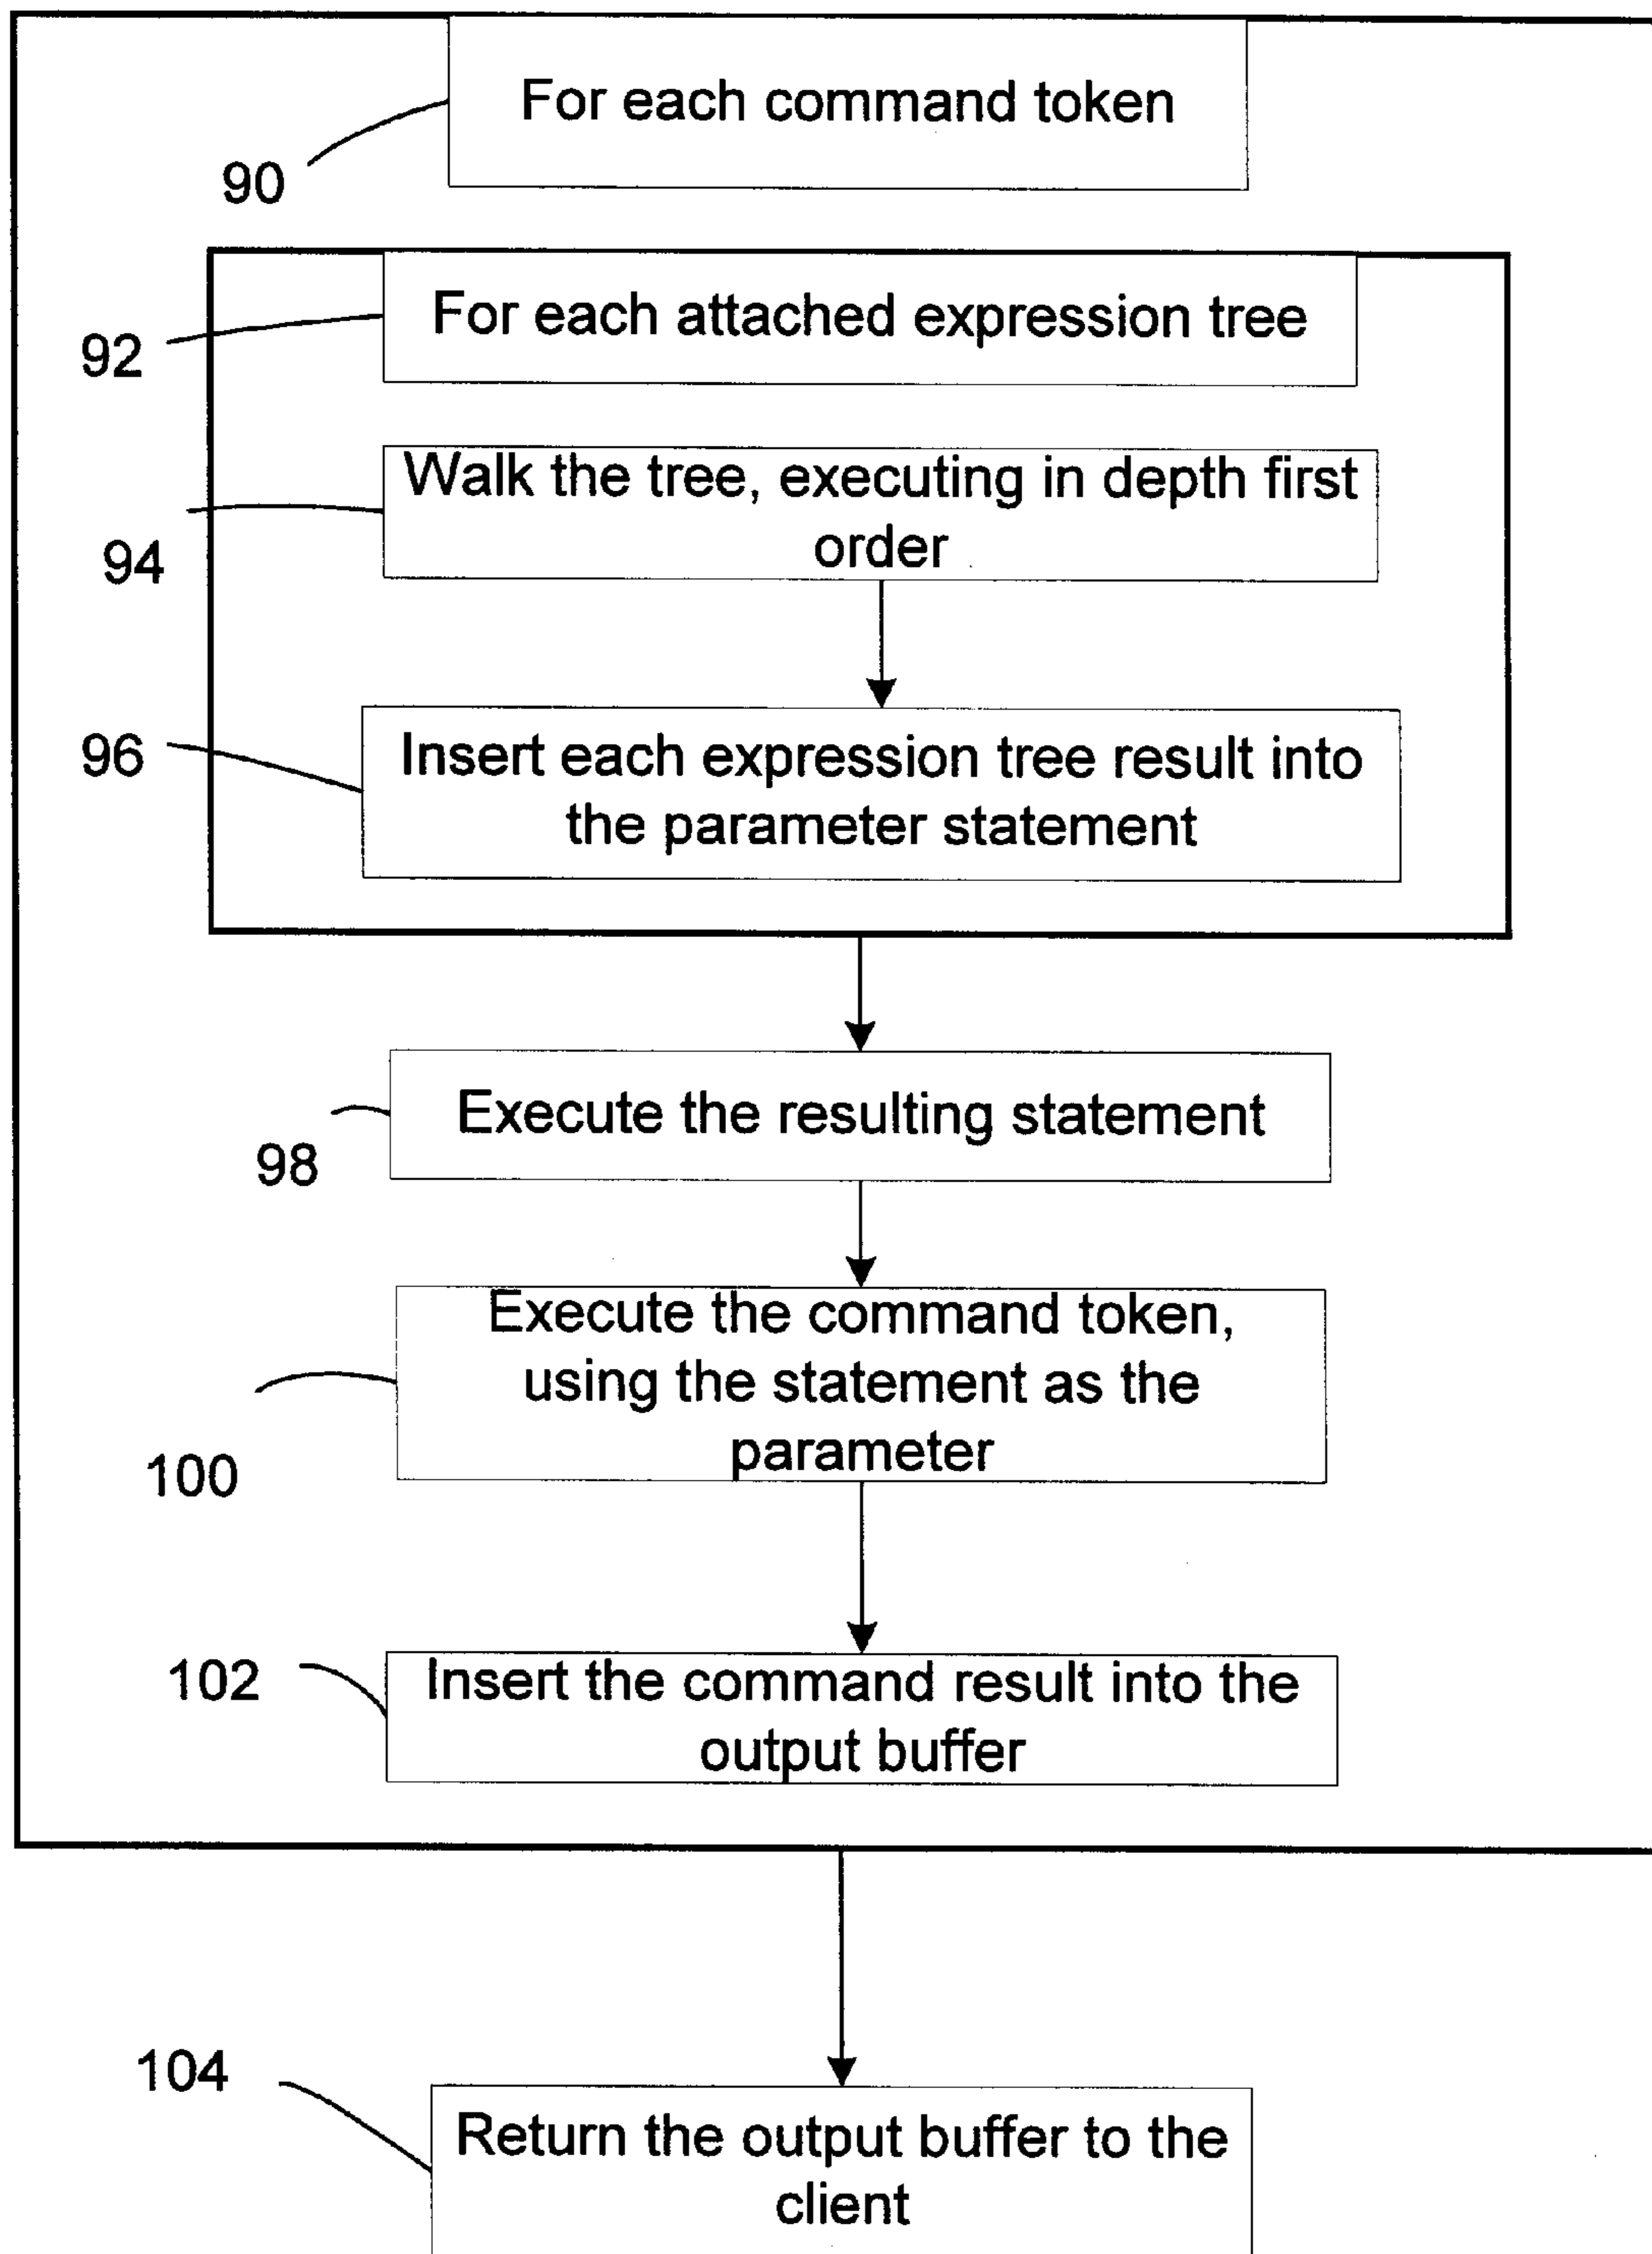 For each command token
90
For each attached expression tree
92
Walk the tree, executing in depth first
order
94
Insert each expression tree result into
the parameter statement
96
Execute the resulting statement
98
Execute the command token,
using the statement as the
parameter
100
Insert the command result into the
output buffer
102
Return the output buffer to the
client
104